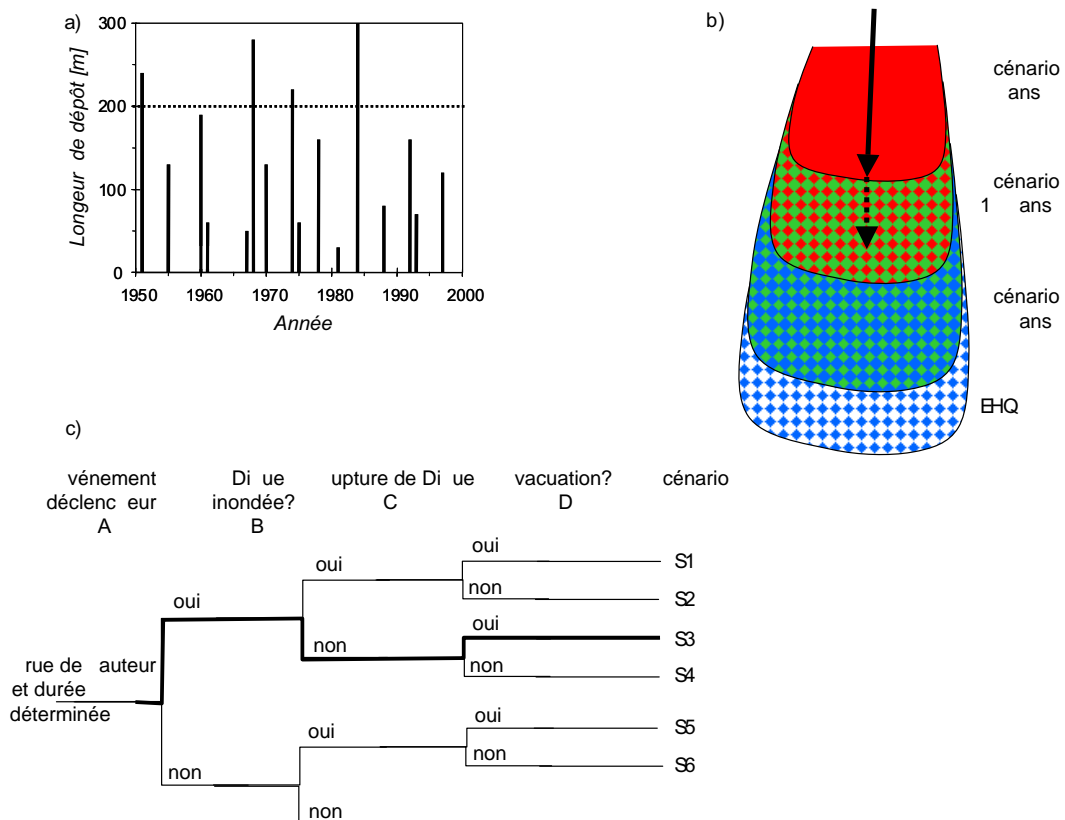 a)
Longeur de dépôt [m]
300
200
100
0
1950 1960 1970 1980 1990 2000
Année
b)
cénario
ans
cénario
1 ans
cénario
ans
EHQ
c)
vénement
déclenc eur
A
Di ue
inondée?
B
upture de Di ue
C
vacuation?
D
cénario
rue de auteur
et durée
déterminée
oui
non
oui
non
oui
non
oui
non
oui
non
oui
non
S1
S2
S3
S4
S5
S6